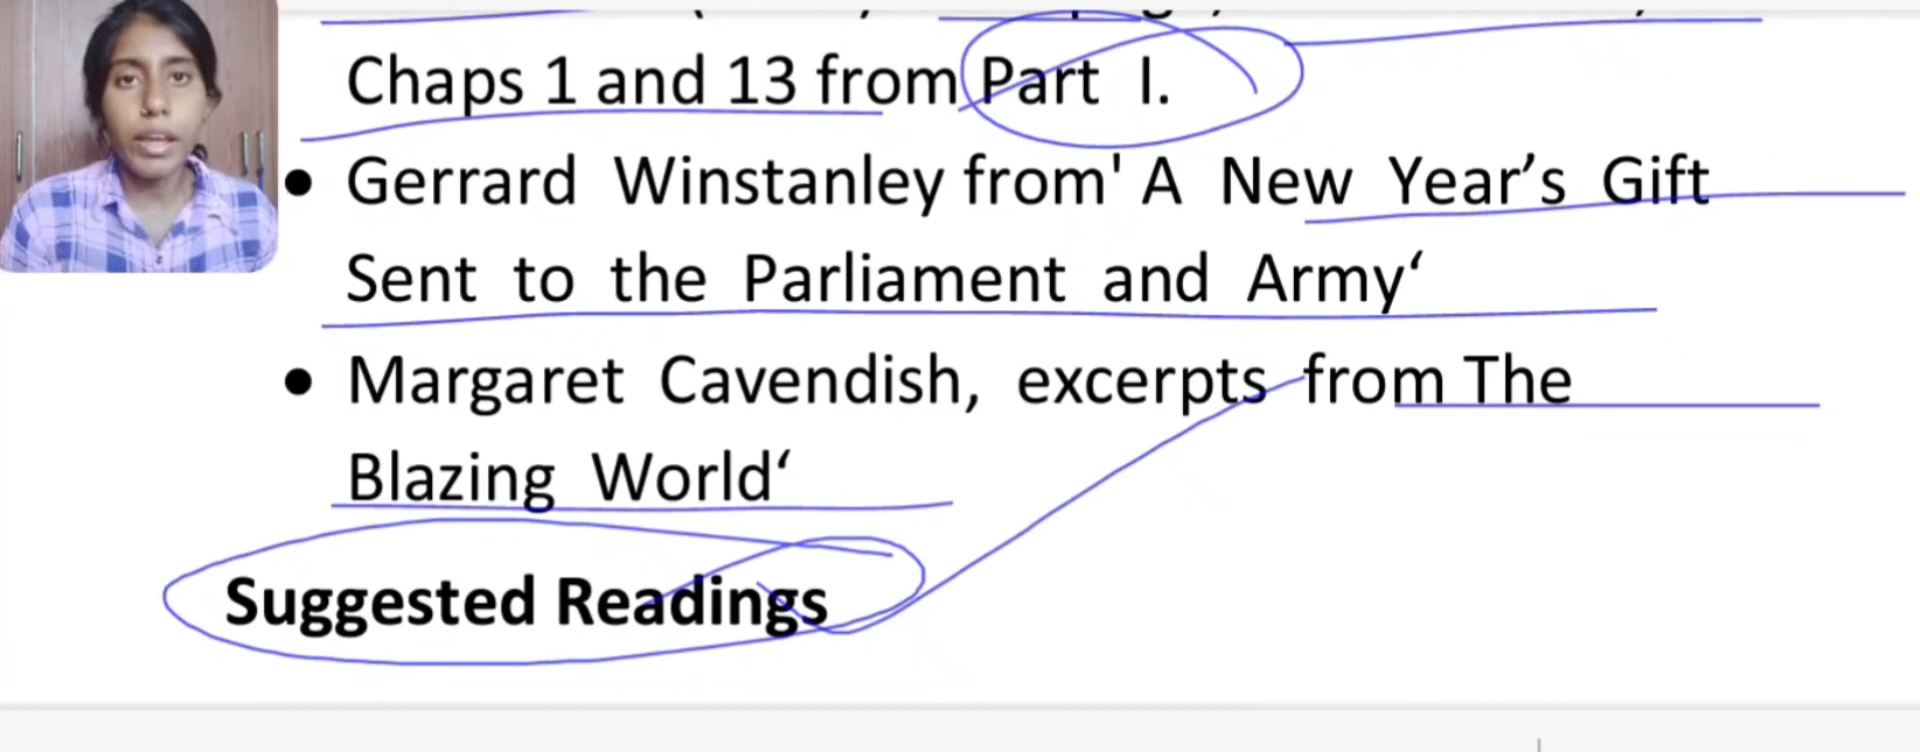 Chaps 1 and 13 from Part I.
• Gerrard Winstanley from' A New Year’s Gift
Sent to the Parliament and Army‘
• Margaret Cavendish, excerpts from The
Blazing World‘
Suggested Readings